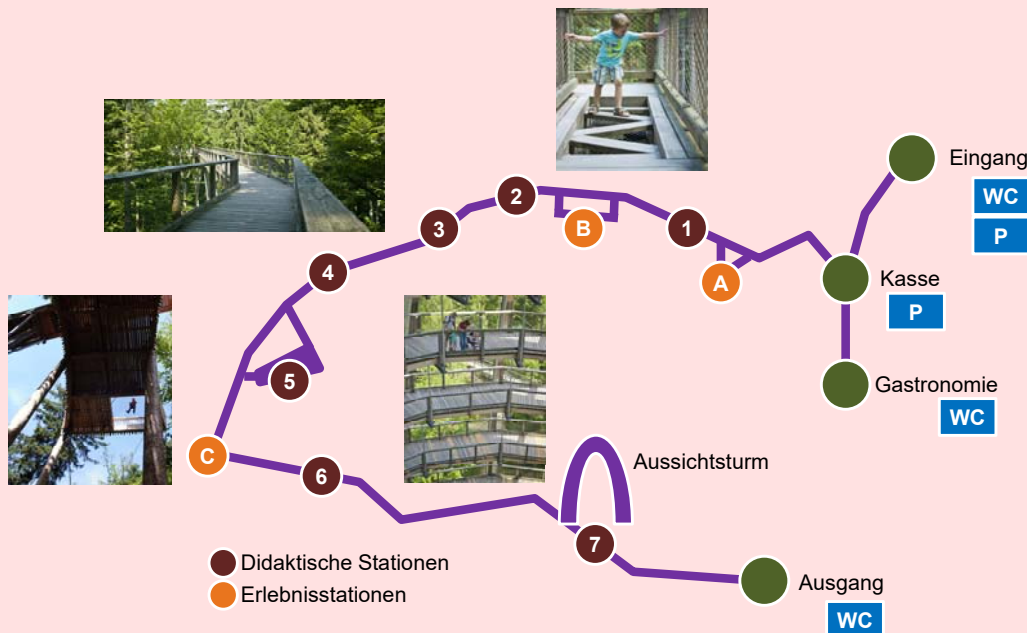 Eingang
WC
P
2
3
B
1
4
A
Kasse
P
5
Gastronomie
WC
C
Aussichtsturm
6
7
Didaktische Stationen
Erlebnisstationen
Ausgang
WC